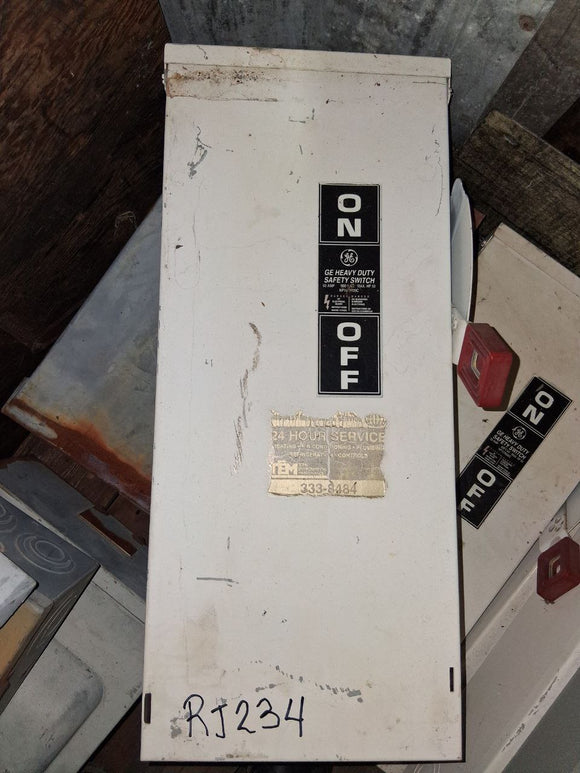 ON
GE
GE HEAVY DUTY
SAFETY SWITCH
OFF
24 HOUR SERVICE
333-8484
RJ234
ON
GE HEAVY DUTY
SAFETY SWITCH
OFF